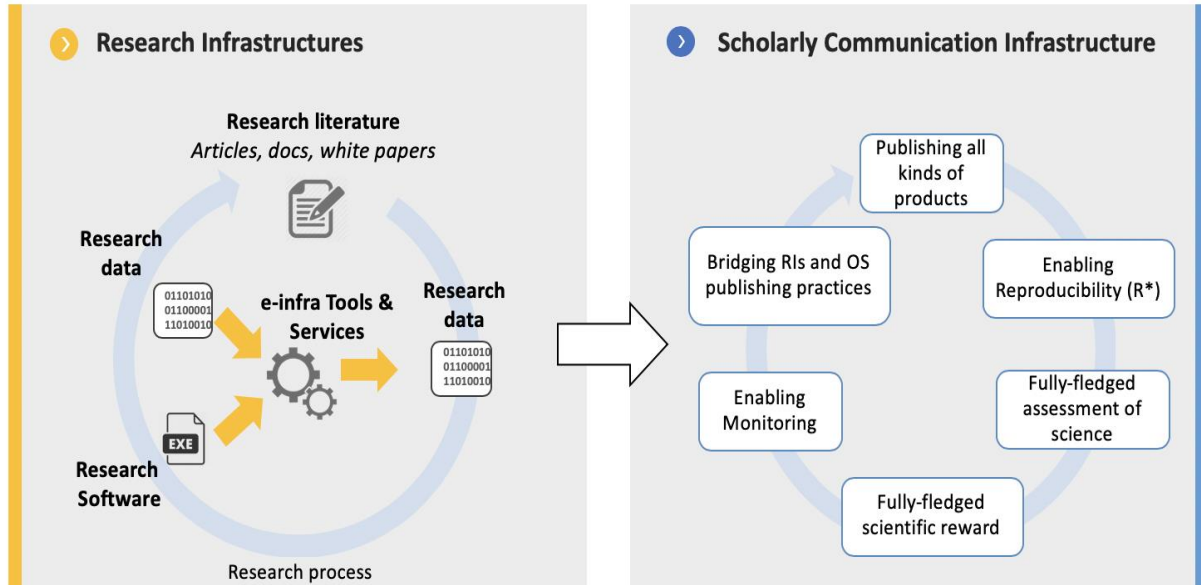 Research Infrastructures
Research literature
Articles, docs, white papers
Research
data
01101010
01100001
11010010
e-infra Tools &
Services
Research
data
01101010
01100001
11010010
EXE
Research
Software
Research process
Scholarly Communication Infrastructure
Publishing all
kinds of
products
Enabling
Reproducibility (R*)
Fully-fledged
assessment of
science
Fully-fledged
scientific reward
Enabling
Monitoring
Bridging RIs and OS
publishing practices